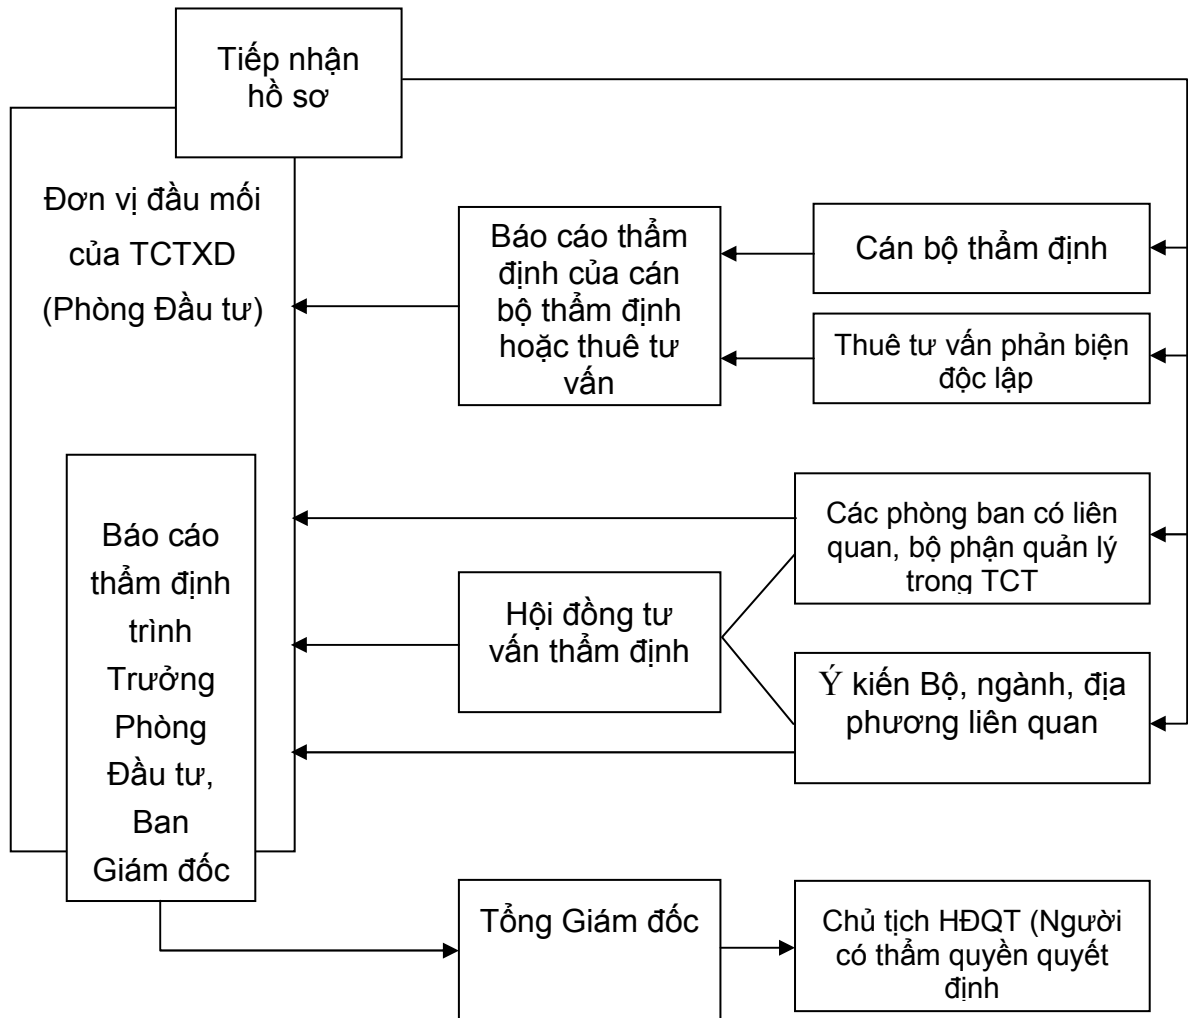 Tiếp nhận
hồ sơ
Đơn vị đầu mối
của TCTXD
(Phòng Đầu tư)
Báo cáo thẩm
định của cán
bộ thẩm định
hoặc thuê tư
vấn
Cán bộ thẩm định
Thuê tư vấn phản biện
độc lập
Báo cáo
thẩm định
trình
Trưởng
Phòng
Đầu tư,
Ban
Giám đốc
Hội đồng tư
vấn thẩm định
Các phòng ban có liên
quan, bộ phận quản lý
trong TCT
Ý kiến Bộ, ngành, địa
phương liên quan
Tổng Giám đốc
Chủ tịch HĐQT (Người
có thẩm quyền quyết
định